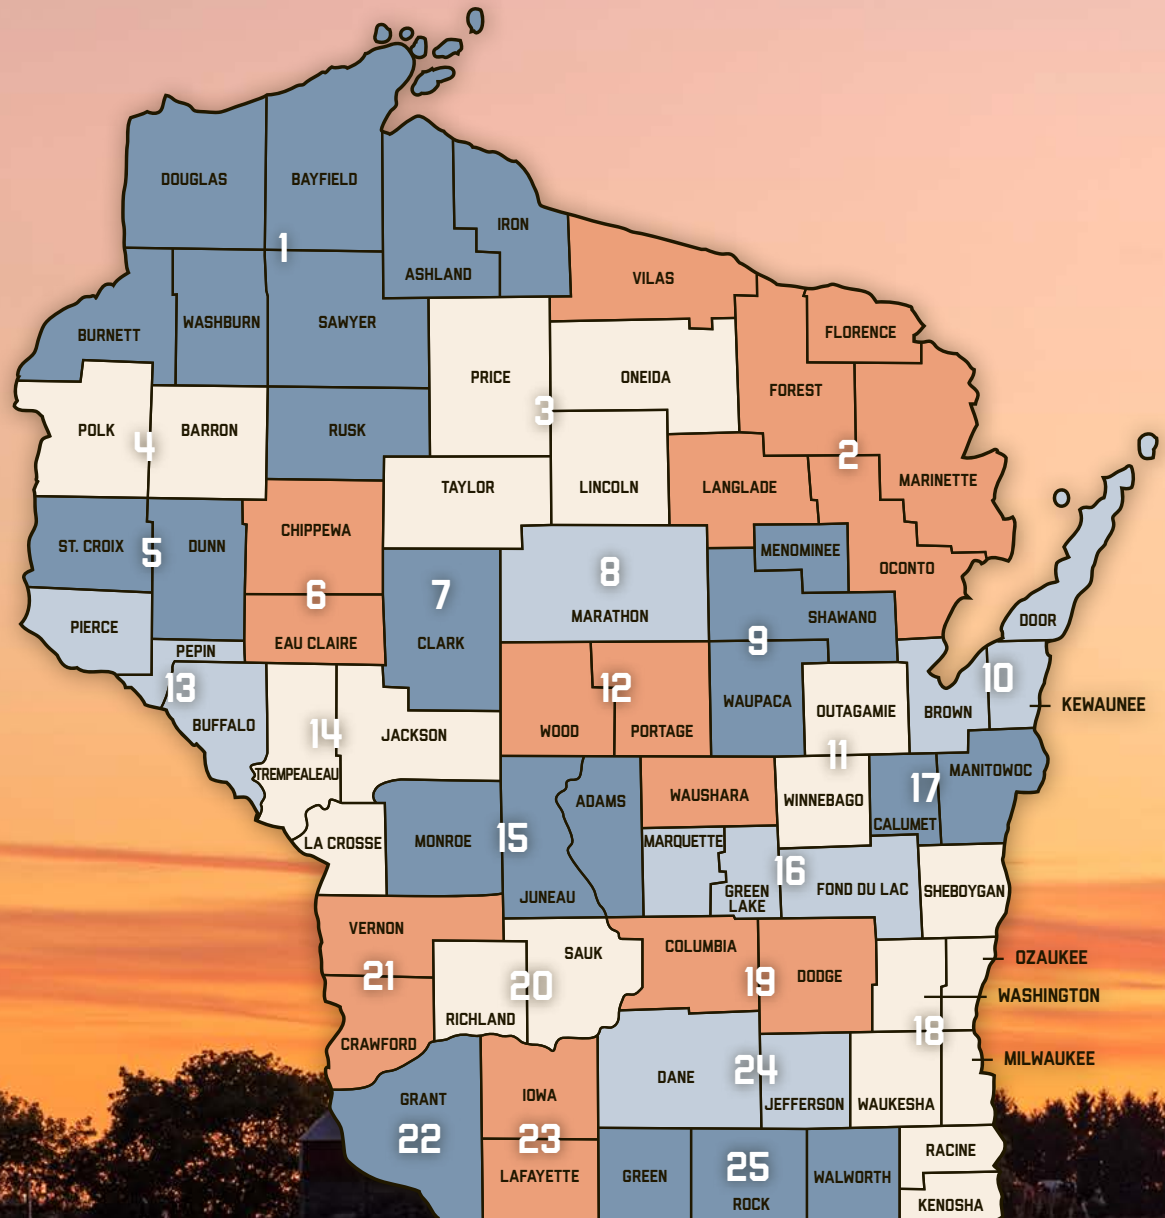 DOUGLAS
BAYFIELD
IRON
1
ASHLAND
VILAS
BURNETT
WASHBURN
SAWYER
FLORENCE
PRICE
ONEIDA
FOREST
3
POLK
4
BARRON
RUSK
2
TAYLOR
LINCOLN
LANGLADE
MARINETTE
CHIPPEWA
ST. CROIX
5
DUNN
MENOMINEE
OCONTO
6
7
8
MARATHON
SHAWANO
PIERCE
EAU CLAIRE
CLARK
9
DOOR
PEPIN
13
12
10
WAUPACA
KEWAUNEE
BUFFALO
14
JACKSON
WOOD
PORTAGE
OUTAGAMIE
BROWN
11
TREMPEALEAU
MANITOWOC
17
WAUSHARA
WINNEBAGO
ADAMS
CALUMET
LA CROSSE
MONROE
15
MARQUETTE
16
JUNEAU
GREEN
LAKE
FOND DU LAC
SHEBOYGAN
VERNON
SAUK
COLUMBIA
OZAUKEE
21
20
19
DODGE
WASHINGTON
RICHLAND
18
CRAWFORD
MILWAUKEE
DANE
24
GRANT
IOWA
JEFFERSON
WAUKESHA
22
23
RACINE
LAFAYETTE
GREEN
25
ROCK
WALWORTH
KENOSHA